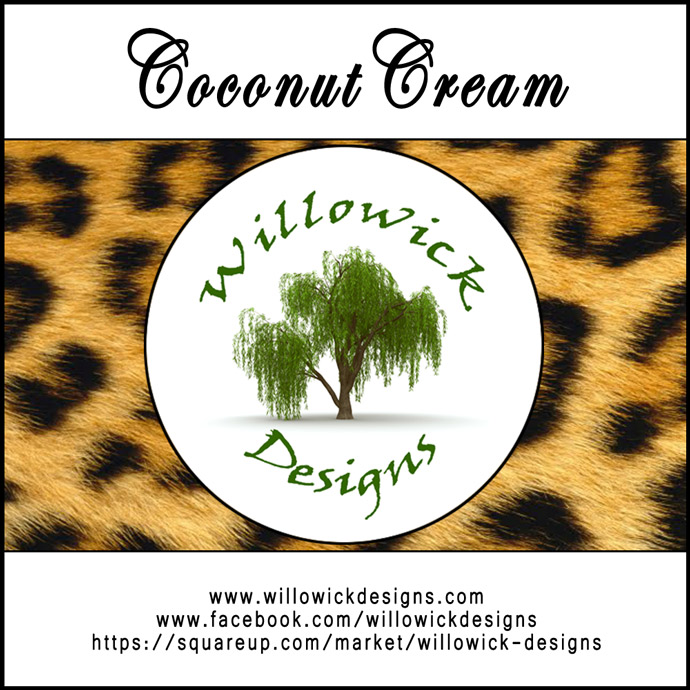 Coconut Cream
Willowick
Designs
www.willowickdesigns.com
www.facebook.com/willowickdesigns
https://squareup.com/market/willowick-designs